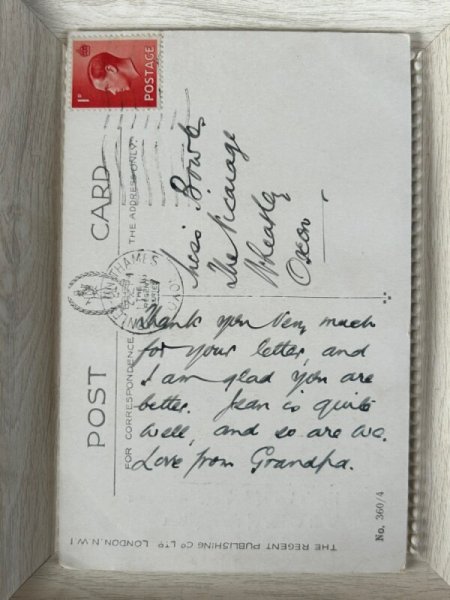 1ᴰ
POSTAGE
POST CARD
FOR CORRESPONDENCE
THE ADDRESS ONLY.
Miss
The Vicarage
Wheatley
Oxon
Thank you very much
for your letter, and
I am glad you are
better. Jean is quite
well, and so are we.
Love from Grandpa.
THE REGENT PUBLISHING Cº LTD LONDON. N.W 1
No. 360/4